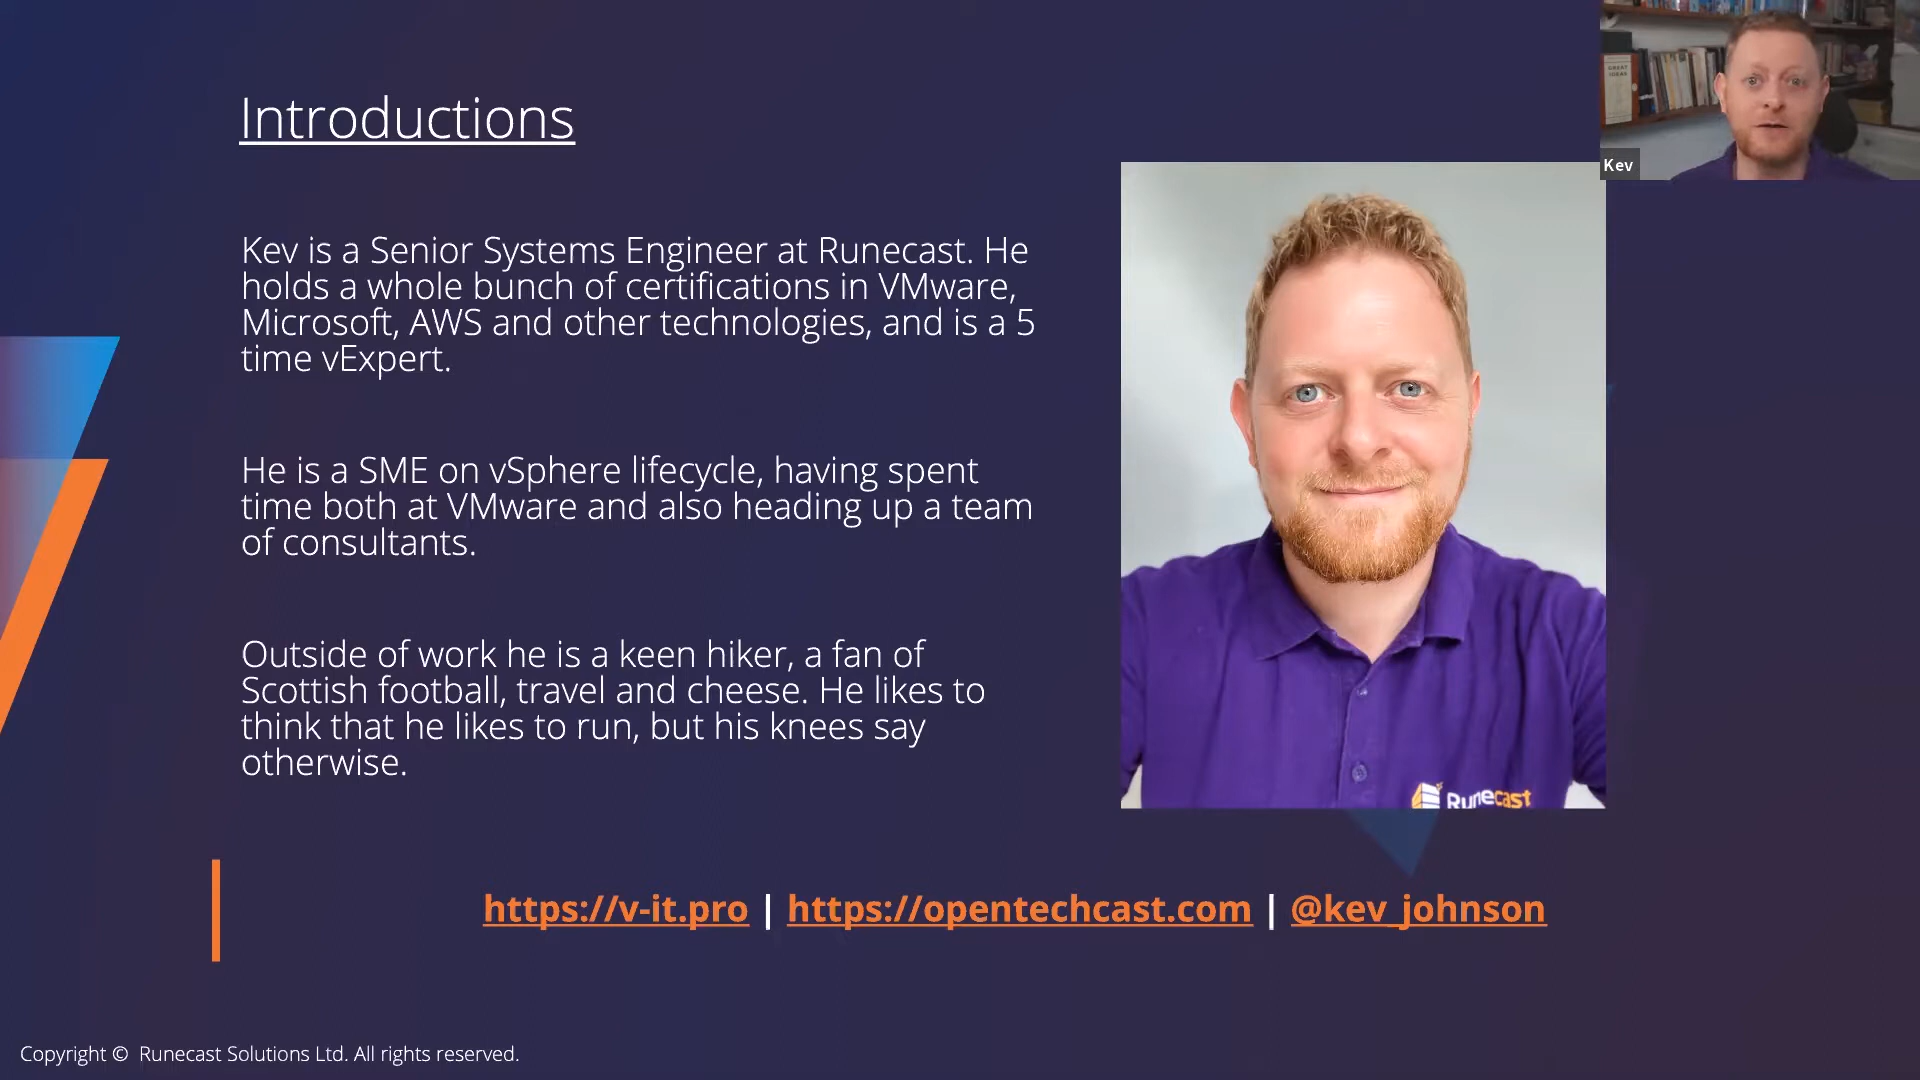 Introductions
Kev
GREAT IDEAS
Kev is a Senior Systems Engineer at Runecast. He
holds a whole bunch of certifications in VMware,
Microsoft, AWS and other technologies, and is a 5
time vExpert.
He is a SME on vSphere lifecycle, having spent
time both at VMware and also heading up a team
of consultants.
Outside of work he is a keen hiker, a fan of
Scottish football, travel and cheese. He likes to
think that he likes to run, but his knees say
otherwise.
Runecast
https://v-it.pro | https://opentechcast.com | @kev_johnson
Copyright © Runecast Solutions Ltd. All rights reserved.